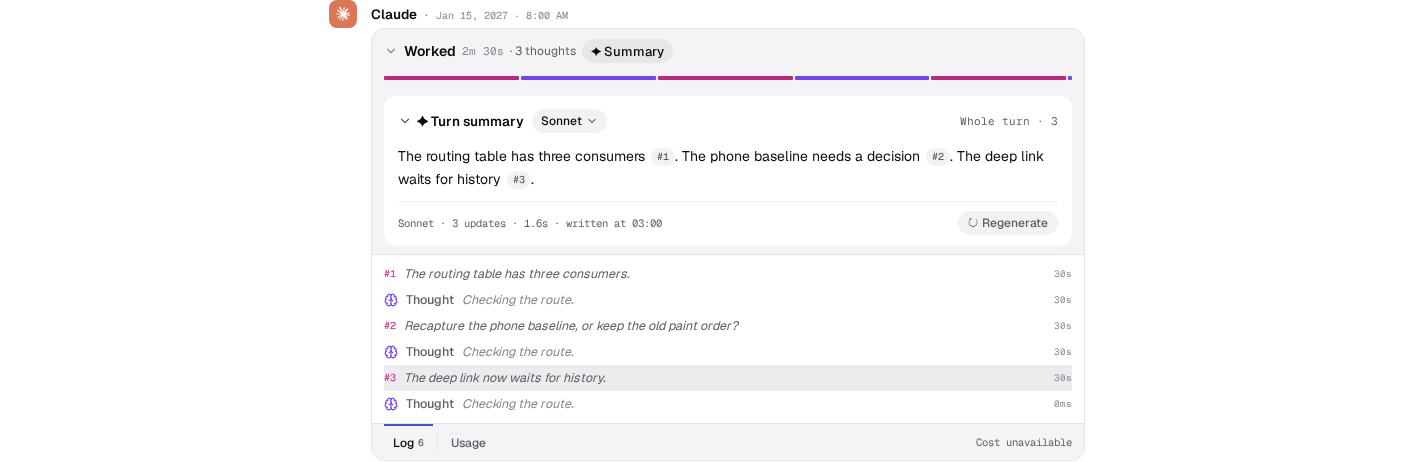 Claude · Jan 15, 2027 · 8:00 AM
Worked 2m 30s · 3 thoughts Summary
Turn summary Sonnet Whole turn · 3
The routing table has three consumers #1. The phone baseline needs a decision #2. The deep link
waits for history #3.
Sonnet · 3 updates · 1.6s · written at 03:00 Regenerate
#1 The routing table has three consumers. 30s
Thought Checking the route. 30s
#2 Recapture the phone baseline, or keep the old paint order? 30s
Thought Checking the route. 30s
#3 The deep link now waits for history. 30s
Thought Checking the route. 0ms
Log 6 Usage Cost unavailable